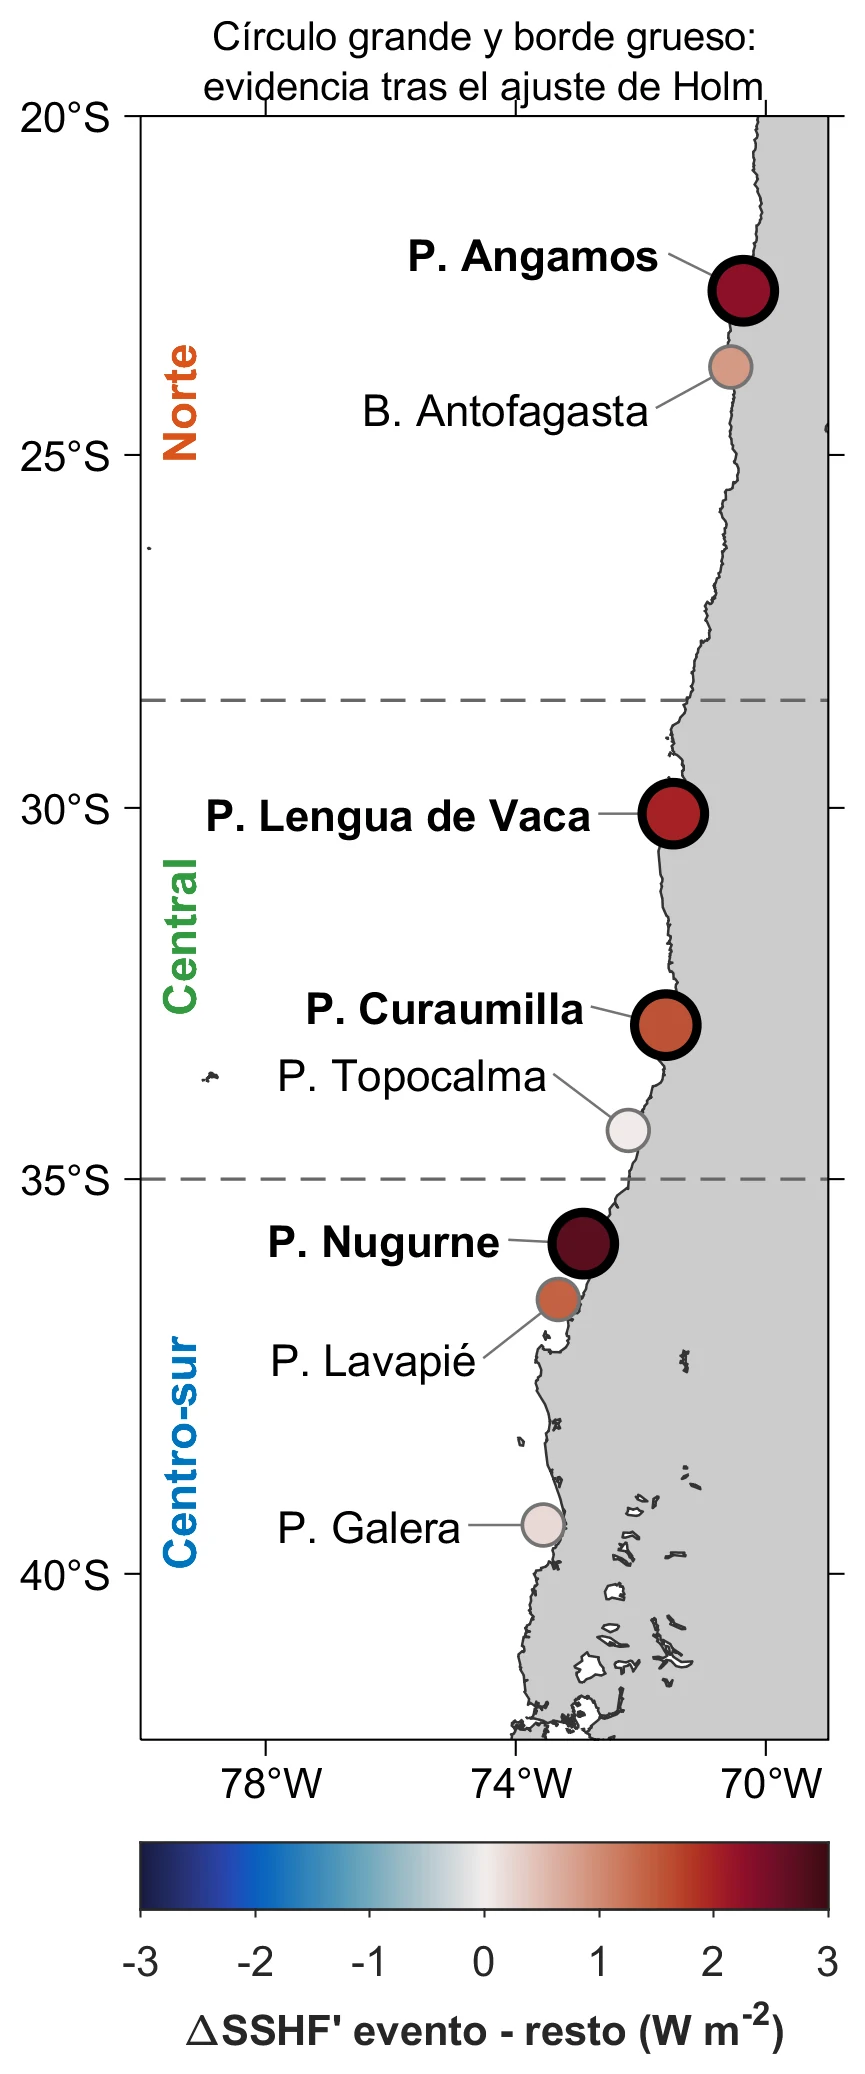 Círculo grande y borde grueso:
evidencia tras el ajuste de Holm
20°S
P. Angamos
Norte
B. Antofagasta
25°S
30°S
P. Lengua de Vaca
Central
P. Curaumilla
P. Topocalma
35°S
P. Nugurne
P. Lavapié
Centro-sur
P. Galera
40°S
78°W 74°W 70°W
-3 -2 -1 0 1 2 3
ΔSSHF' evento - resto (W m⁻²)